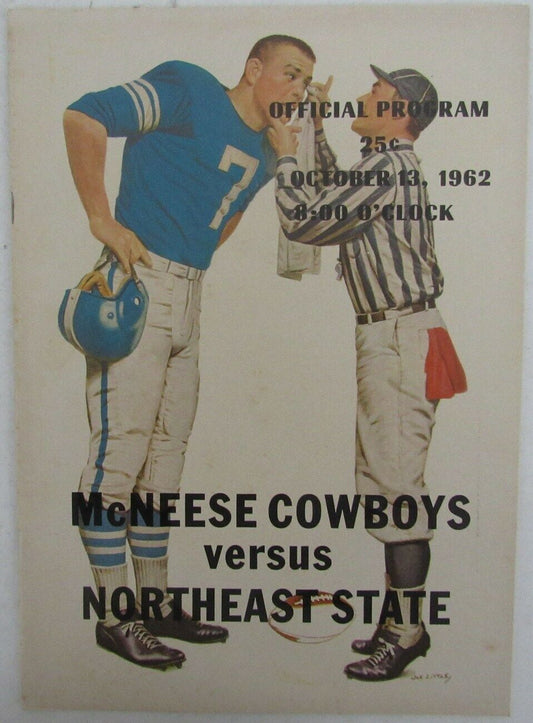 OFFICIAL PROGRAM
25¢
OCTOBER 13, 1962
8:00 O'CLOCK
7
McNEESE COWBOYS
versus
NORTHEAST STATE